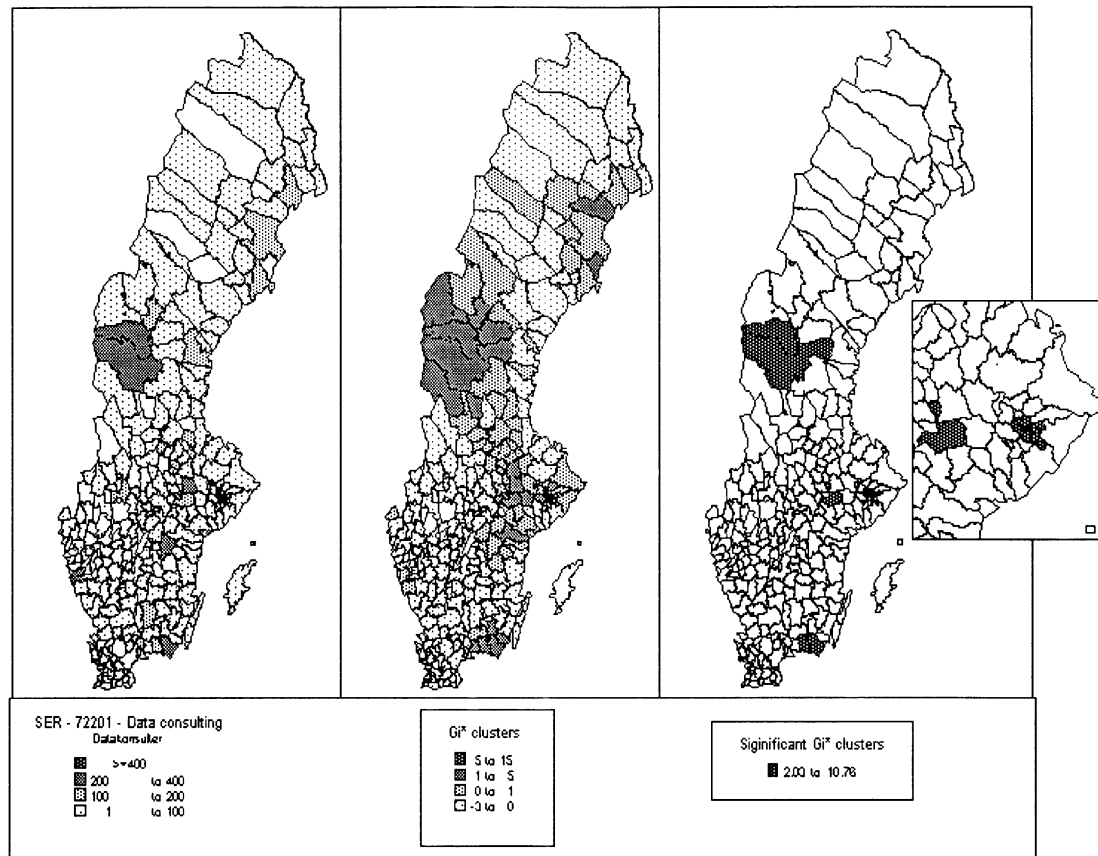 SER - 72201 - Data consulting
Datakonsulter
>=400
200 to 400
100 to 200
1 to 100
Gi* clusters
5 to 15
1 to 5
0 to 1
-3 to 0
Siginificant Gi* clusters
2.00 to 10.76